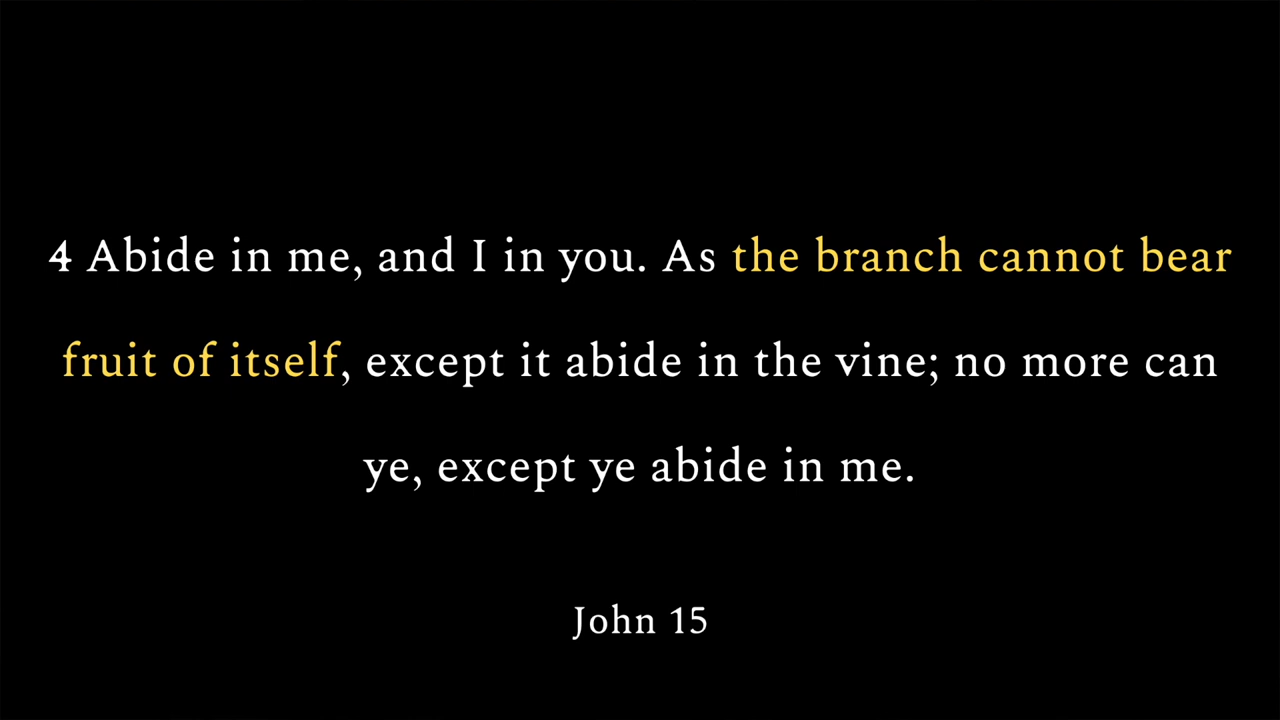 4 Abide in me, and I in you. As the branch cannot bear
fruit of itself, except it abide in the vine; no more can
ye, except ye abide in me.
John 15